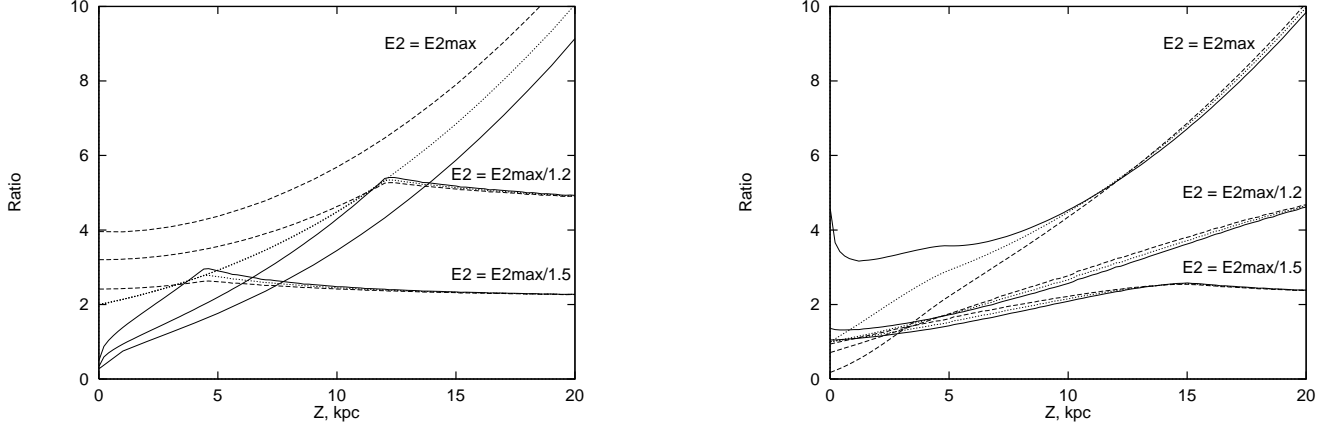 10
8
6
4
2
0
Ratio
E2 = E2max
E2 = E2max/1.2
E2 = E2max/1.5
0 5 10 15 20
Z, kpc
10
8
6
4
2
0
Ratio
E2 = E2max
E2 = E2max/1.2
E2 = E2max/1.5
0 5 10 15 20
Z, kpc